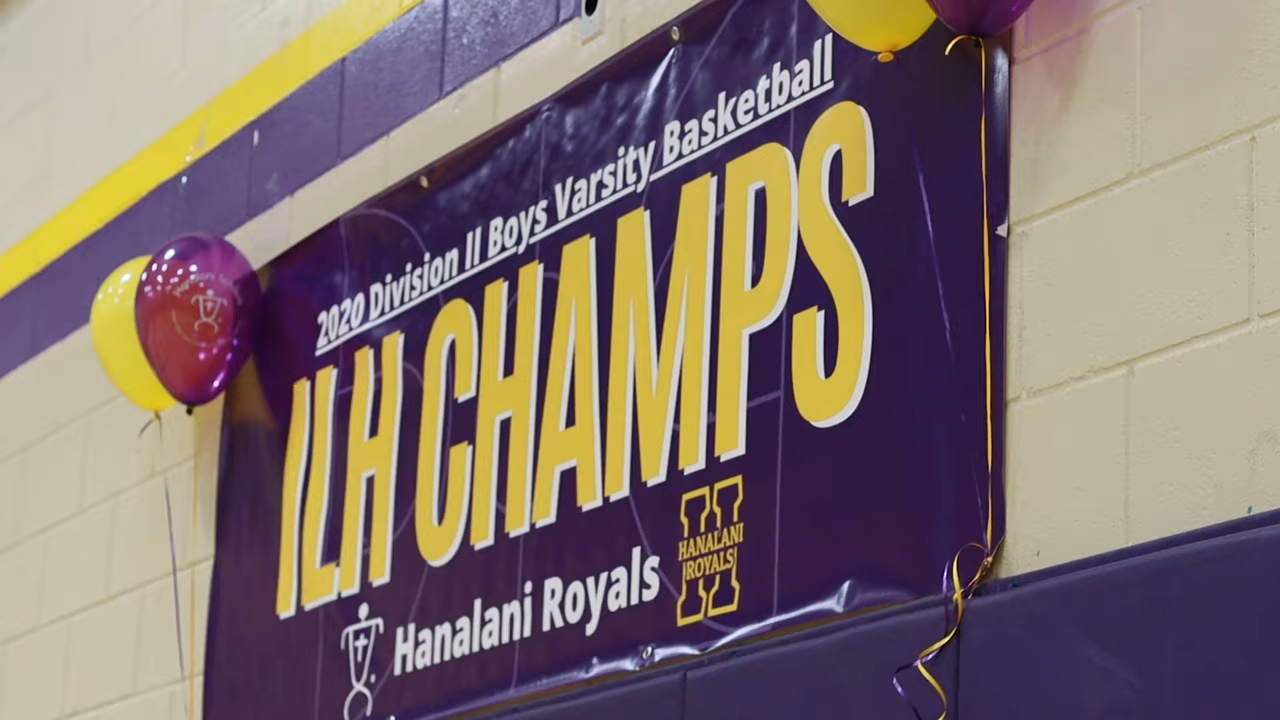 2020 Division II Boys Varsity Basketball
ILH CHAMPS
Hanalani Royals
HANALANI
ROYALS